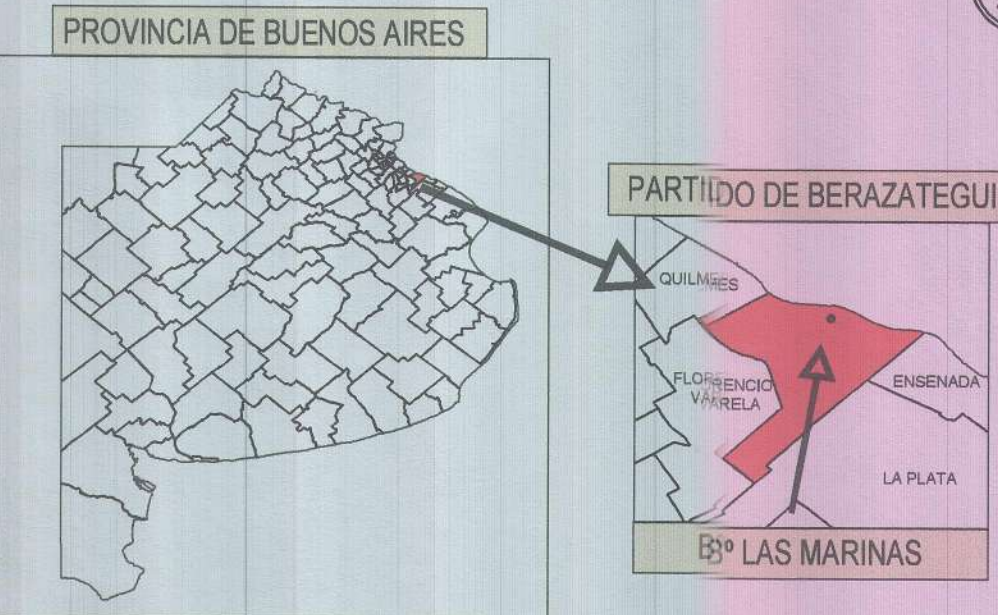 PROVINCIA DE BUENOS AIRES
PARTIDO DE BERAZATEGUI
QUILMES
FLORENCIO
VARELA
ENSENADA
LA PLATA
Bº LAS MARINAS